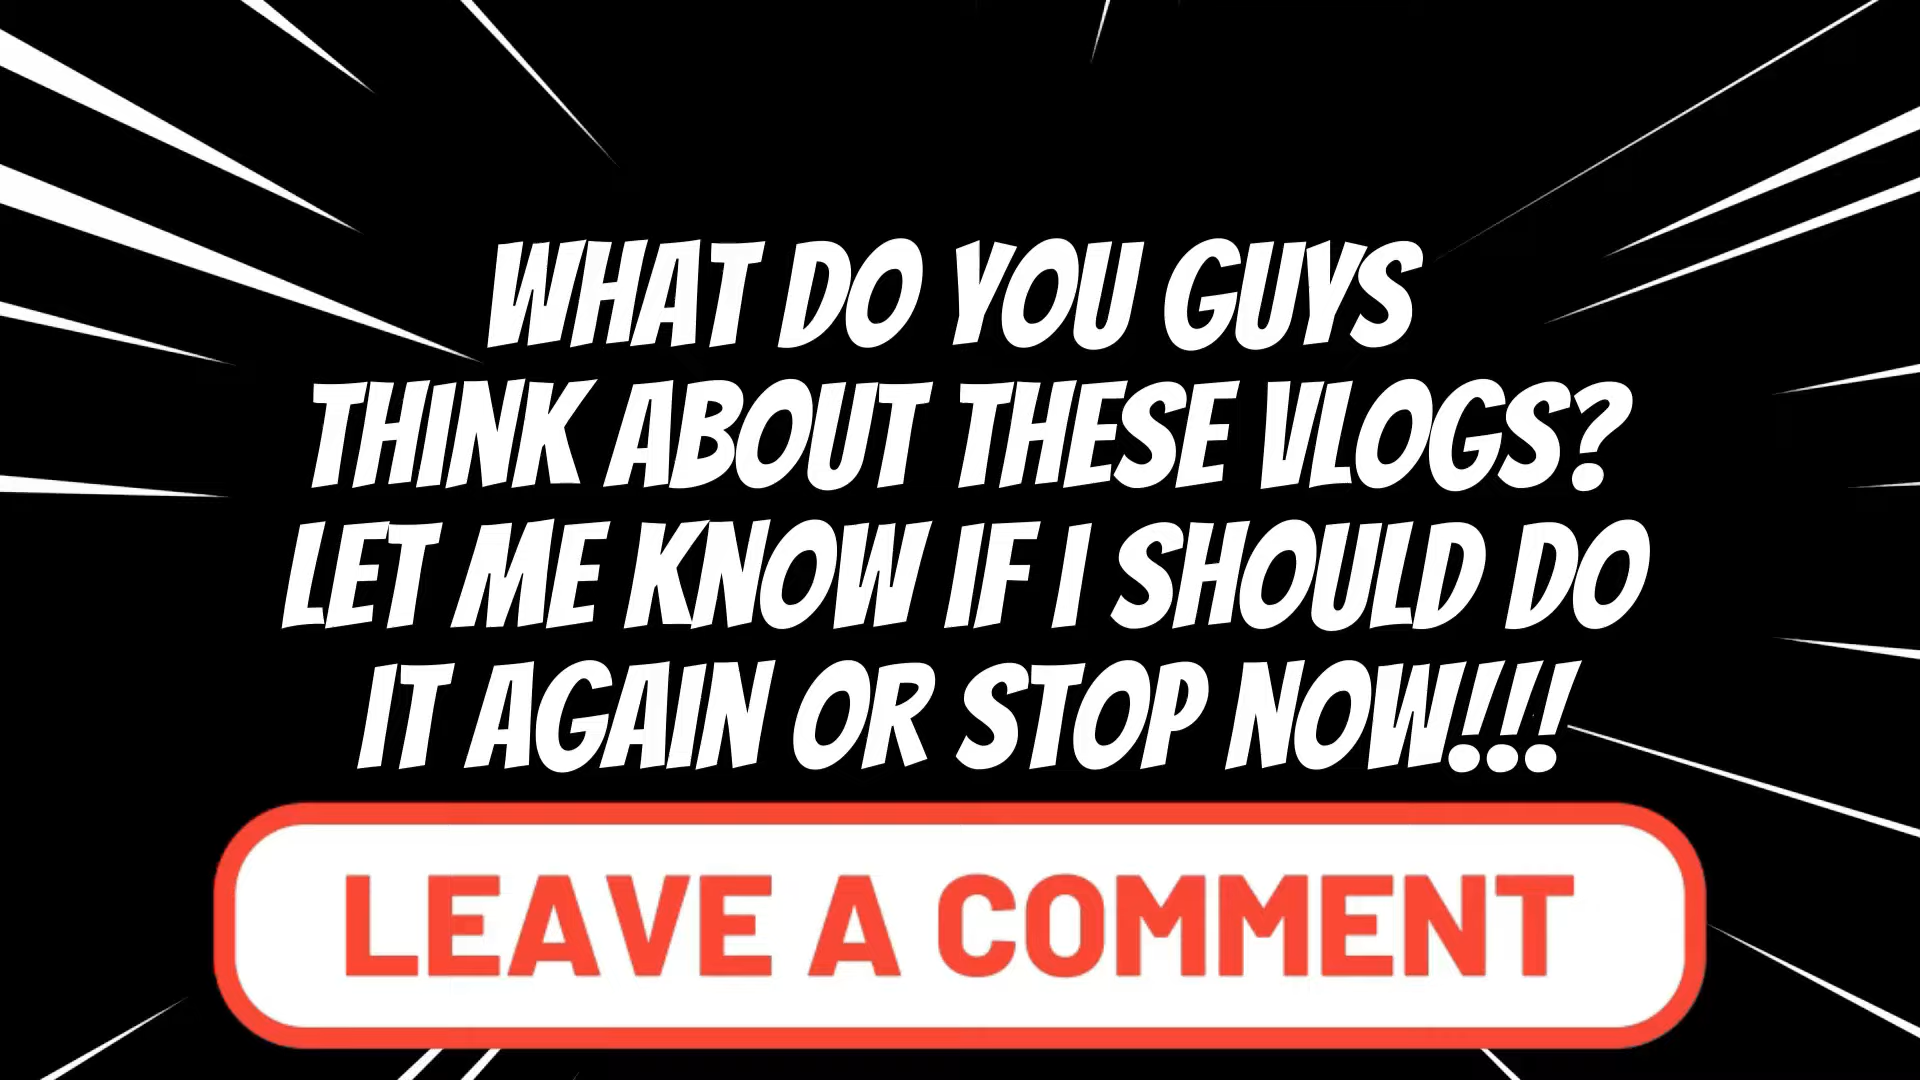 WHAT DO YOU GUYS
THINK ABOUT THESE VLOGS?
LET ME KNOW IF I SHOULD DO
IT AGAIN OR STOP NOW!!!
LEAVE A COMMENT